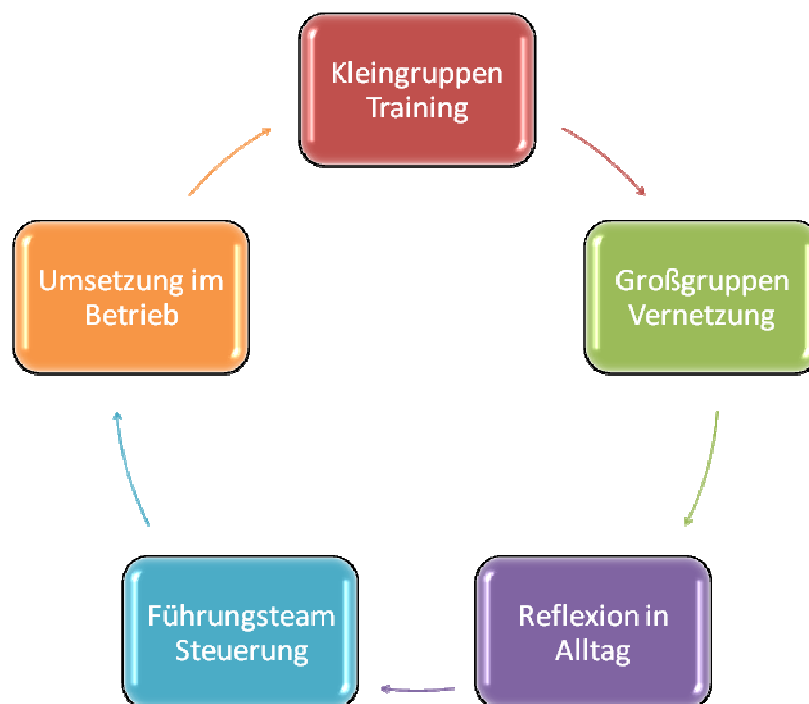 Kleingruppen
Training
Großgruppen
Vernetzung
Reflexion in
Alltag
Führungsteam
Steuerung
Umsetzung im
Betrieb